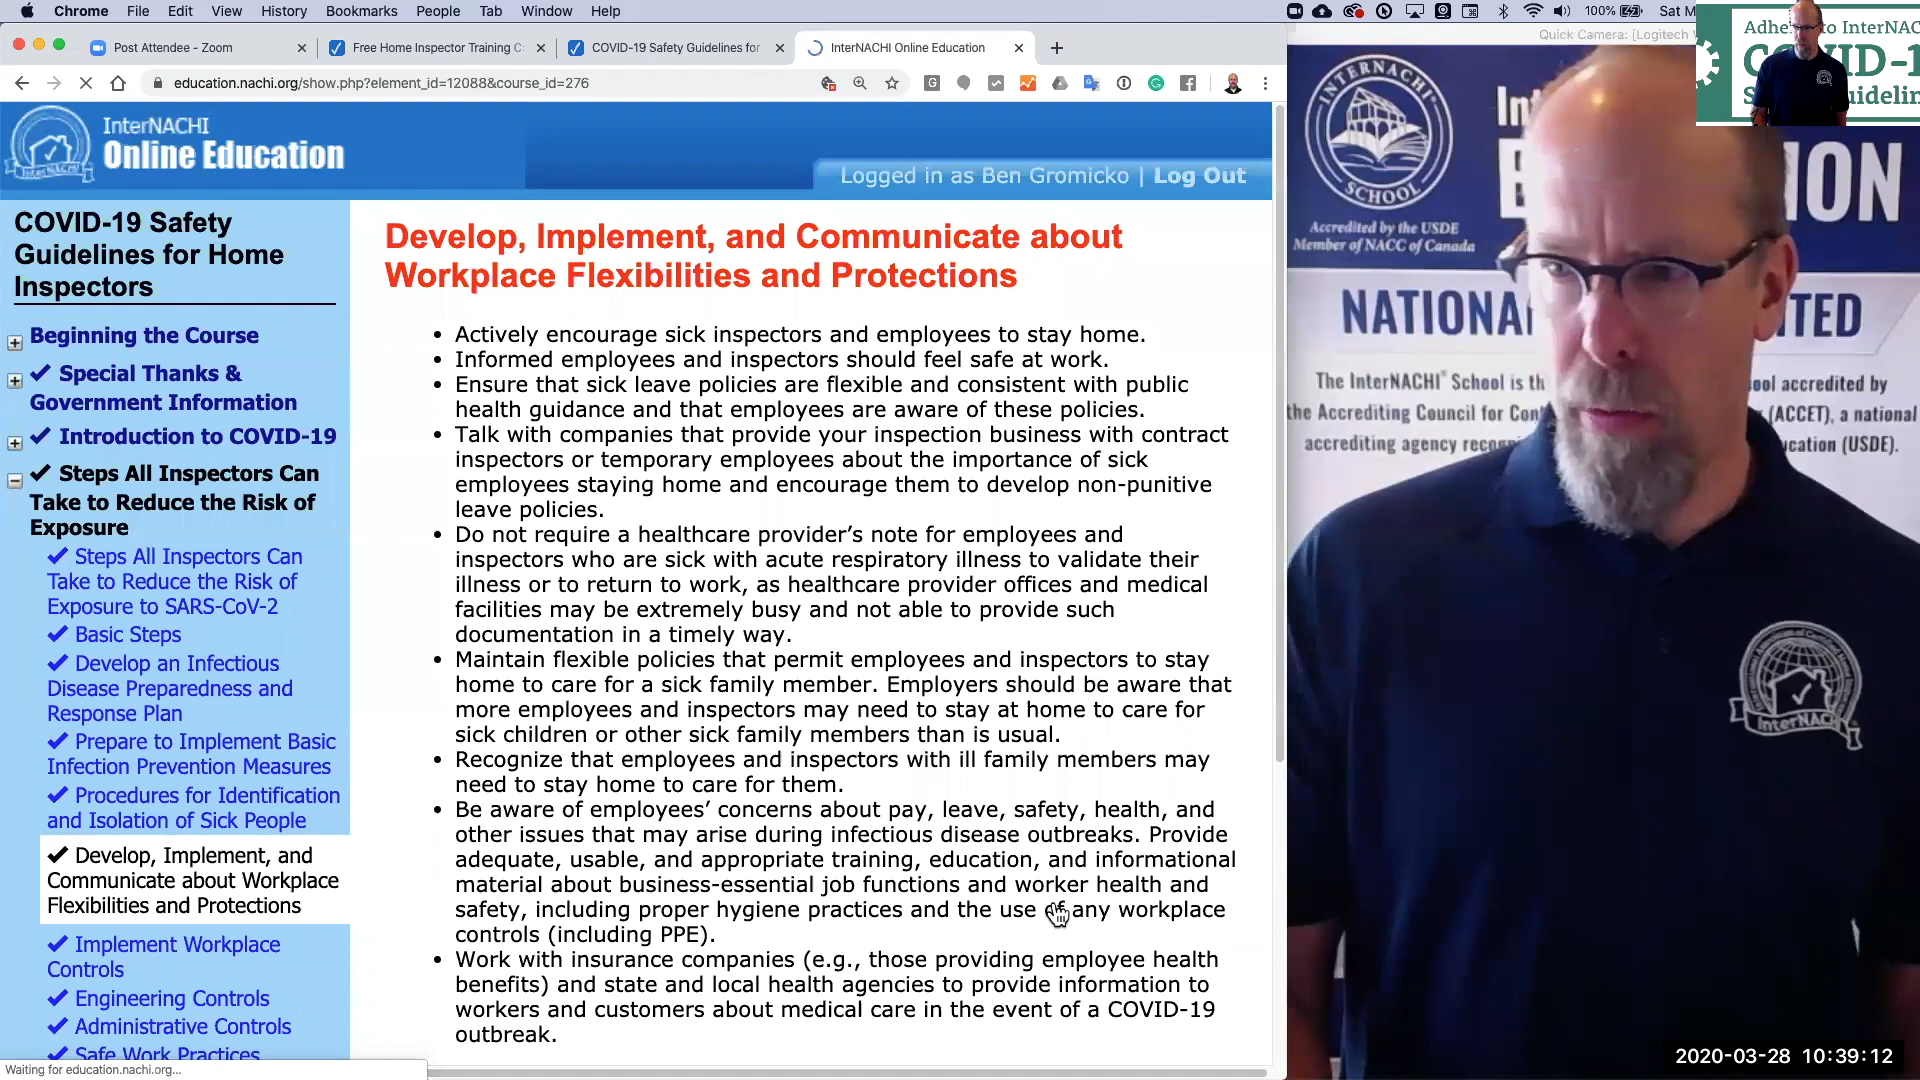 Chrome File Edit View History Bookmarks People Tab Window Help
100% Sat M
Post Attendee - Zoom
Free Home Inspector Training C
COVID-19 Safety Guidelines for
InterNACHI Online Education
Quick Camera: [Logitech
education.nachi.org/show.php?element_id=12088&course_id=276
InterNACHI
Online Education
Logged in as Ben Gromicko | Log Out
COVID-19 Safety
Guidelines for Home
Inspectors
Beginning the Course
Special Thanks &
Government Information
Introduction to COVID-19
Steps All Inspectors Can
Take to Reduce the Risk of
Exposure
Steps All Inspectors Can
Take to Reduce the Risk of
Exposure to SARS-CoV-2
Basic Steps
Develop an Infectious
Disease Preparedness and
Response Plan
Prepare to Implement Basic
Infection Prevention Measures
Procedures for Identification
and Isolation of Sick People
Develop, Implement, and
Communicate about Workplace
Flexibilities and Protections
Implement Workplace
Controls
Engineering Controls
Administrative Controls
Safe Work Practices
Waiting for education.nachi.org...
Develop, Implement, and Communicate about
Workplace Flexibilities and Protections
• Actively encourage sick inspectors and employees to stay home.
• Informed employees and inspectors should feel safe at work.
• Ensure that sick leave policies are flexible and consistent with public
health guidance and that employees are aware of these policies.
• Talk with companies that provide your inspection business with contract
inspectors or temporary employees about the importance of sick
employees staying home and encourage them to develop non-punitive
leave policies.
• Do not require a healthcare provider’s note for employees and
inspectors who are sick with acute respiratory illness to validate their
illness or to return to work, as healthcare provider offices and medical
facilities may be extremely busy and not able to provide such
documentation in a timely way.
• Maintain flexible policies that permit employees and inspectors to stay
home to care for a sick family member. Employers should be aware that
more employees and inspectors may need to stay at home to care for
sick children or other sick family members than is usual.
• Recognize that employees and inspectors with ill family members may
need to stay home to care for them.
• Be aware of employees’ concerns about pay, leave, safety, health, and
other issues that may arise during infectious disease outbreaks. Provide
adequate, usable, and appropriate training, education, and informational
material about business-essential job functions and worker health and
safety, including proper hygiene practices and the use of any workplace
controls (including PPE).
• Work with insurance companies (e.g., those providing employee health
benefits) and state and local health agencies to provide information to
workers and customers about medical care in the event of a COVID-19
outbreak.
INTERNACHI
SCHOOL
Accredited by the USDE
Member of NACC of Canada
The InterNACHI® School is
the Accrediting Council for
accrediting agency
accredited by
(ACCET), a national
(USDE).
InterNACHI
2020-03-28 10:39:12